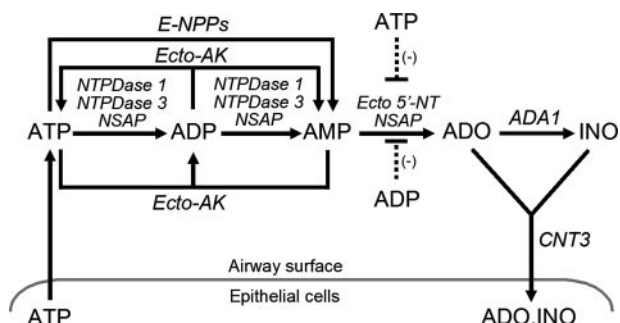 E-NPPs
ATP
(-)
Ecto-AK
NTPDase 1
NTPDase 3
NSAP
NTPDase 1
NTPDase 3
NSAP
Ecto 5'-NT
NSAP
ADA1
ATP
ADP
AMP
ADO
INO
(-)
Ecto-AK
ADP
CNT3
Airway surface
Epithelial cells
ATP
ADO,INO